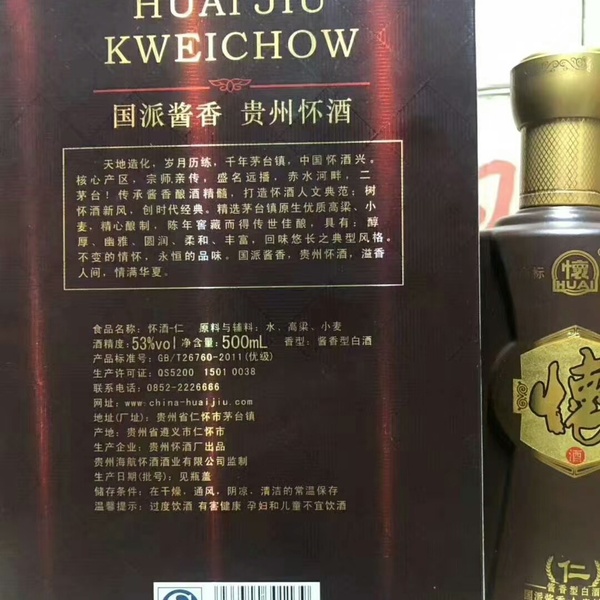 HUAI JIU
KWEICHOW
国派酱香 贵州怀酒
天地造化，岁月历练，千年茅台镇，中国怀酒兴。
核心产区，宗师亲传，盛名远播，赤水河畔，二
茅台！传承酱香酿酒精髓，打造怀酒人文典范；树
怀酒新风，创时代经典。精选茅台镇原生优质高梁、小
麦，精心酿制，陈年窖藏而得传世佳酿，具有：醇
厚、幽雅、圆润、柔和、丰富，回味悠长之典型风格。
不变的情怀，永恒的品味。国派酱香，贵州怀酒，溢香
人间，情满华夏。
食品名称：怀酒-仁 原料与辅料：水、高梁、小麦
酒精度：53%vol 净含量：500mL 香型：酱香型白酒
产品标准号：GB/T26760-2011(优级)
生产许可证：QS5200 1501 0038
联系电话：0852-2226666
网址：www.china-huaijiu.com
地址(厂址)：贵州省仁怀市茅台镇
产地：贵州省遵义市仁怀市
生产企业：贵州怀酒厂出品
贵州海航怀酒酒业有限公司监制
生产日期(批号)：见瓶盖
储存条件：在干燥，通风，阴凉，清洁的常温保存
温馨提示：过度饮酒 有害健康 孕妇和儿童不宜饮酒
标
懷
HUAI
懷
酒
仁
酱香型白酒
国派酱香